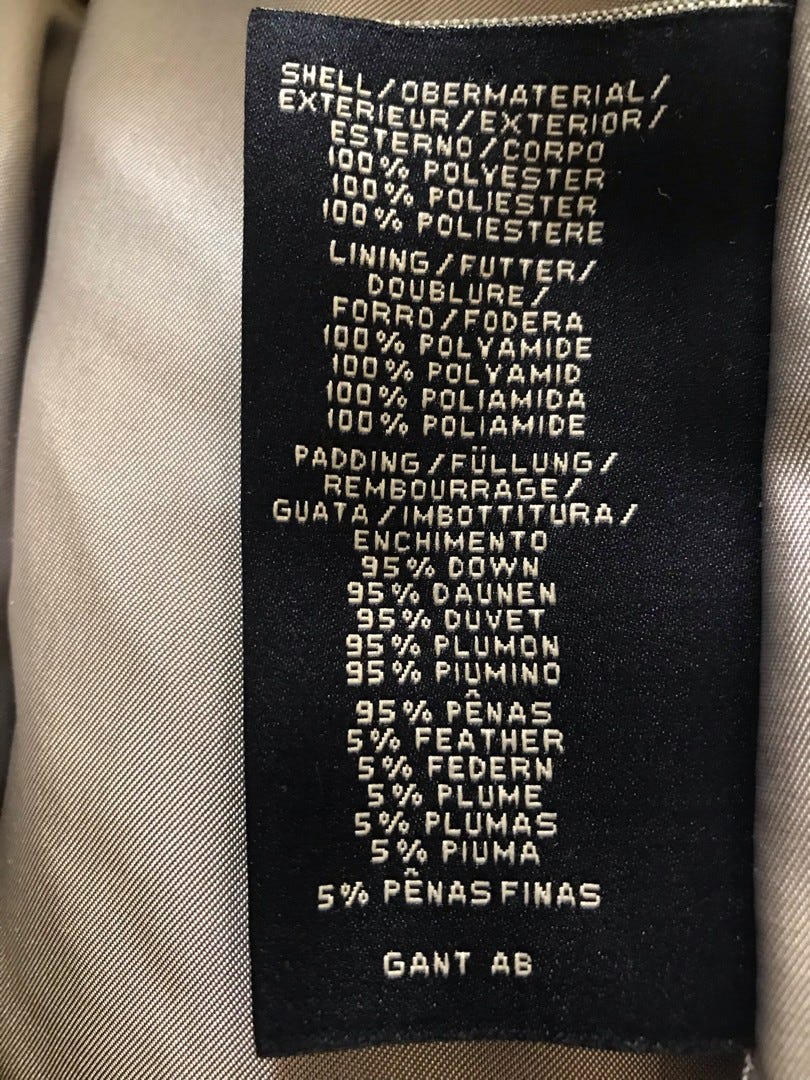 SHELL/OBERMATERIAL/
EXTERIEUR/EXTERIOR/
ESTERNO/CORPO
100% POLYESTER
100% POLIESTER
100% POLIESTERE
LINING/FUTTER/
DOUBLURE/
FORRO/FODERA
100% POLYAMIDE
100% POLYAMID
100% POLIAMIDA
100% POLIAMIDE
PADDING/FÜLLUNG/
REMBOURRAGE/
GUATA/IMBOTTITURA/
ENCHIMENTO
95% DOWN
95% DAUNEN
95% DUVET
95% PLUMON
95% PIUMINO
95% PÊNAS
5% FEATHER
5% FEDERN
5% PLUME
5% PLUMAS
5% PIUMA
5% PÊNAS FINAS
GANT AB